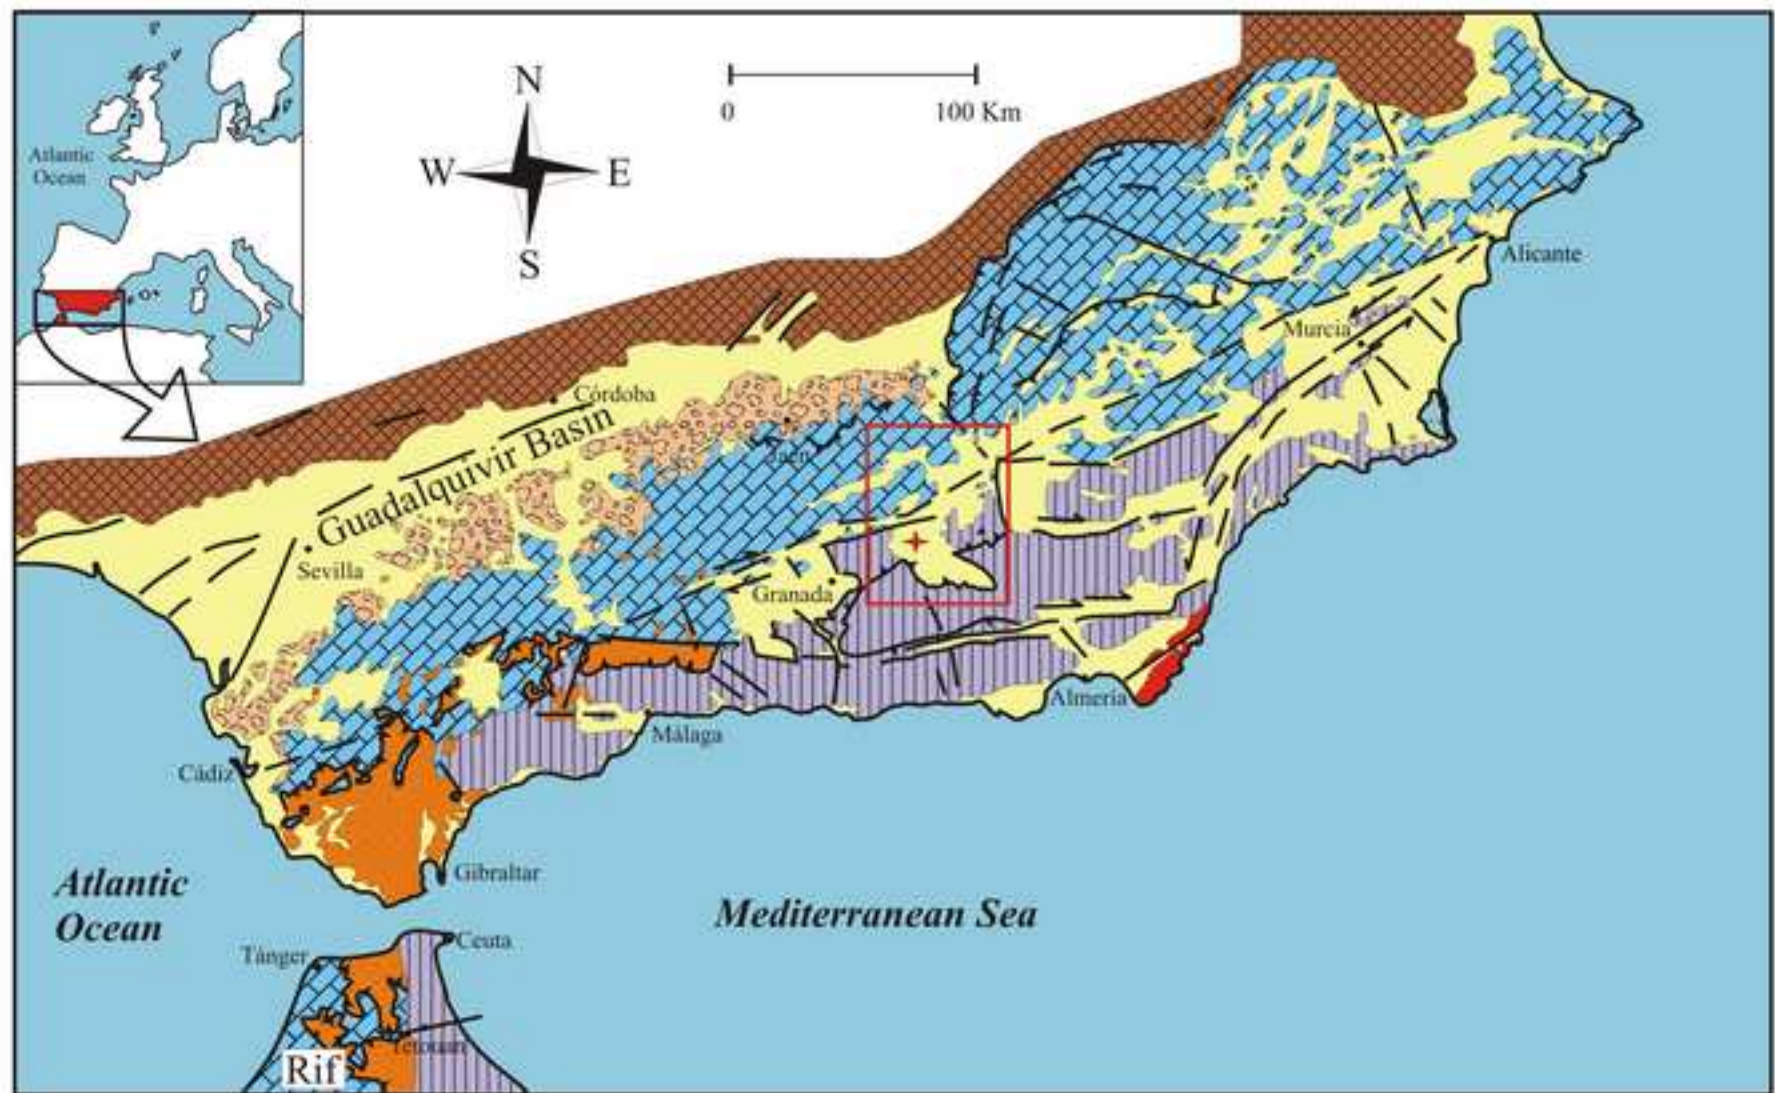 Atlantic
Ocean
N
W
E
S
0
100 Km
Alicante
Murcia
Córdoba
Guadalquivir Basin
Jaén
Sevilla
Granada
Almería
Málaga
Cádiz
Gibraltar
Atlantic
Ocean
Mediterranean Sea
Ceuta
Tánger
Tetouan
Rif